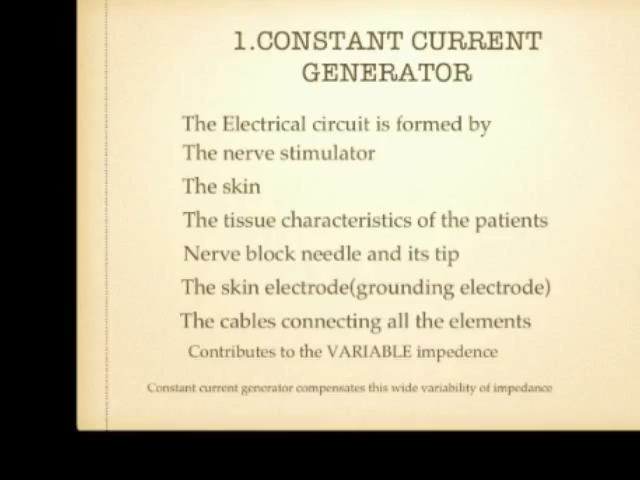 1.CONSTANT CURRENT
GENERATOR
The Electrical circuit is formed by
The nerve stimulator
The skin
The tissue characteristics of the patients
Nerve block needle and its tip
The skin electrode(grounding electrode)
The cables connecting all the elements
Contributes to the VARIABLE impedence
Constant current generator compensates this wide variability of impedance